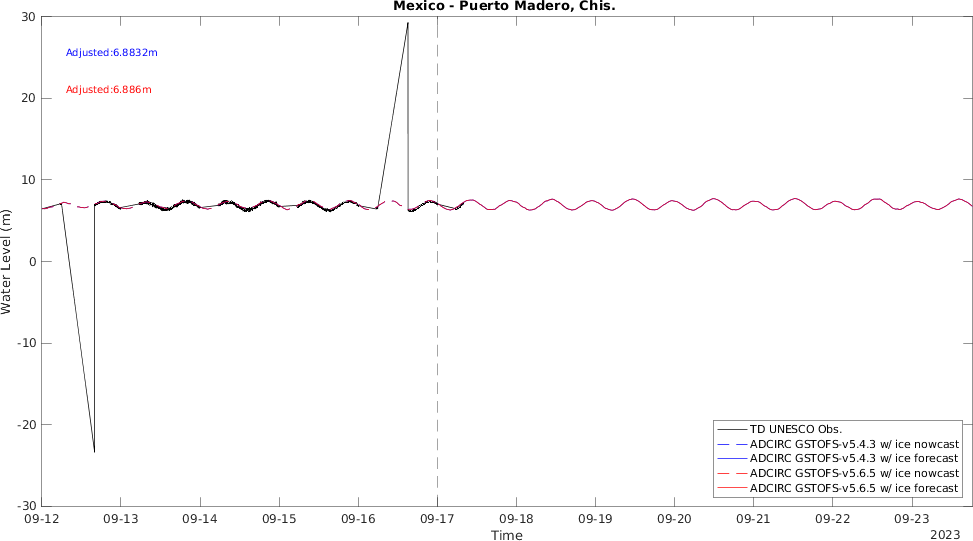 Mexico - Puerto Madero, Chis.
30
20
10
0
-10
-20
-30
Water Level (m)
Adjusted:6.8832m
Adjusted:6.886m
TD UNESCO Obs.
ADCIRC GSTOFS-v5.4.3 w/ ice nowcast
ADCIRC GSTOFS-v5.4.3 w/ ice forecast
ADCIRC GSTOFS-v5.6.5 w/ ice nowcast
ADCIRC GSTOFS-v5.6.5 w/ ice forecast
09-12 09-13 09-14 09-15 09-16 09-17 09-18 09-19 09-20 09-21 09-22 09-23
Time
2023